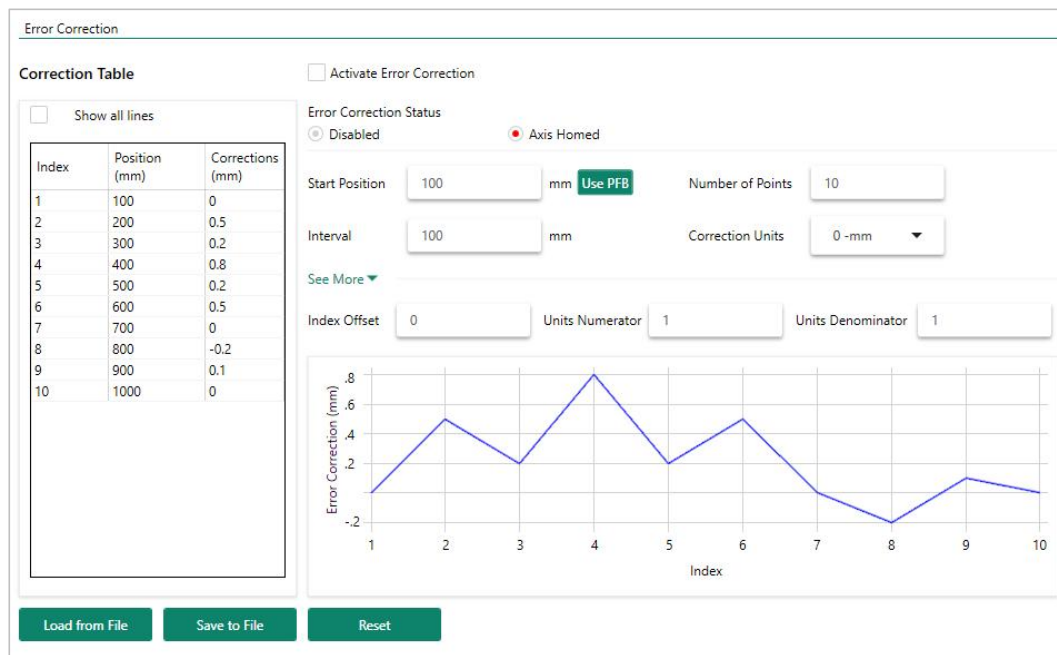 Error Correction
Correction Table
Activate Error Correction
Show all lines
Error Correction Status
Disabled
Axis Homed
Index Position (mm) Corrections (mm)
1 100 0
2 200 0.5
3 300 0.2
4 400 0.8
5 500 0.2
6 600 0.5
7 700 0
8 800 -0.2
9 900 0.1
10 1000 0
Start Position 100 mm Use PFB Number of Points 10
Interval 100 mm Correction Units 0 -mm
See More
Index Offset 0 Units Numerator 1 Units Denominator 1
Error Correction (mm)
.8
.6
.4
.2
-.2
1 2 3 4 5 6 7 8 9 10
Index
Load from File Save to File Reset